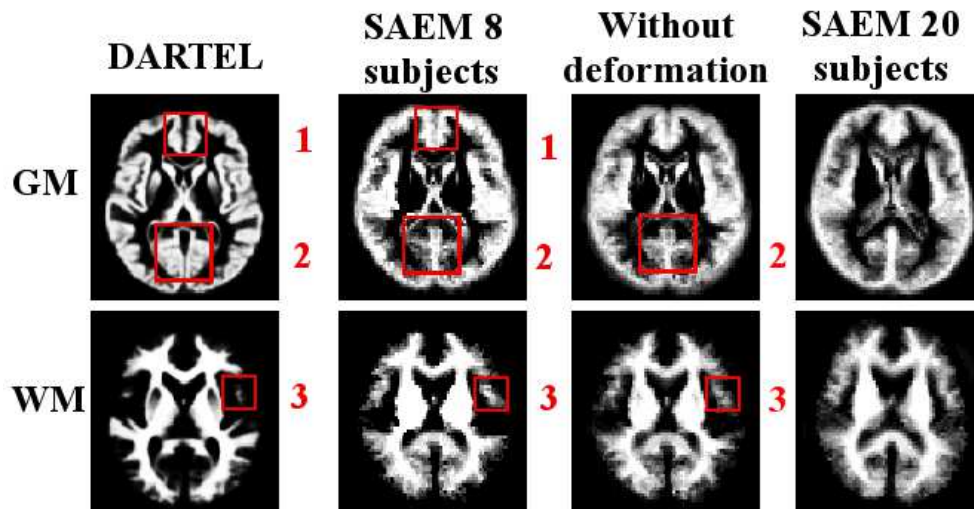 DARTEL
SAEM 8
subjects
Without
deformation
SAEM 20
subjects
GM
1
1
2
2
2
WM
3
3
3